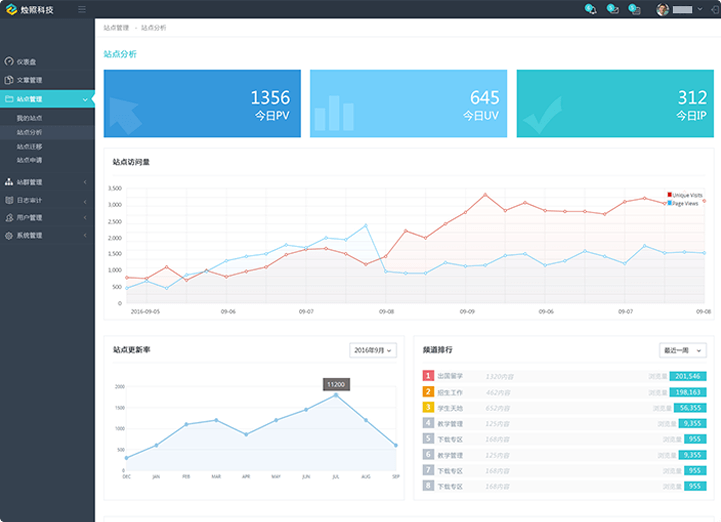 烛照科技
站点管理 - 站点分析
仪表盘
文章管理
站点管理
我的站点
站点分析
站点迁移
站点申请
站群管理
日志审计
用户管理
系统管理
站点分析
1356
今日PV
645
今日UV
312
今日IP
站点访问量
Unique Visits
Page Views
3,500
3,000
2,500
2,000
1,500
1,000
500
0
2016-09-05 09-06 09-07 09-08 09-09 09-06 09-07 09-08
站点更新率
2016年9月
11200
2000
1500
1000
500
0
DEC JAN FEB MAR APR MAY JUN JUL AUG SEP
频道排行
最近一周
1 出国留学 1320内容 浏览量 201,546
2 招生工作 462内容 浏览量 198,163
3 学生天地 652内容 浏览量 56,355
4 教学管理 125内容 浏览量 9,355
5 下载专区 168内容 浏览量 955
6 教学管理 125内容 浏览量 9,355
7 下载专区 168内容 浏览量 955
8 下载专区 168内容 浏览量 955